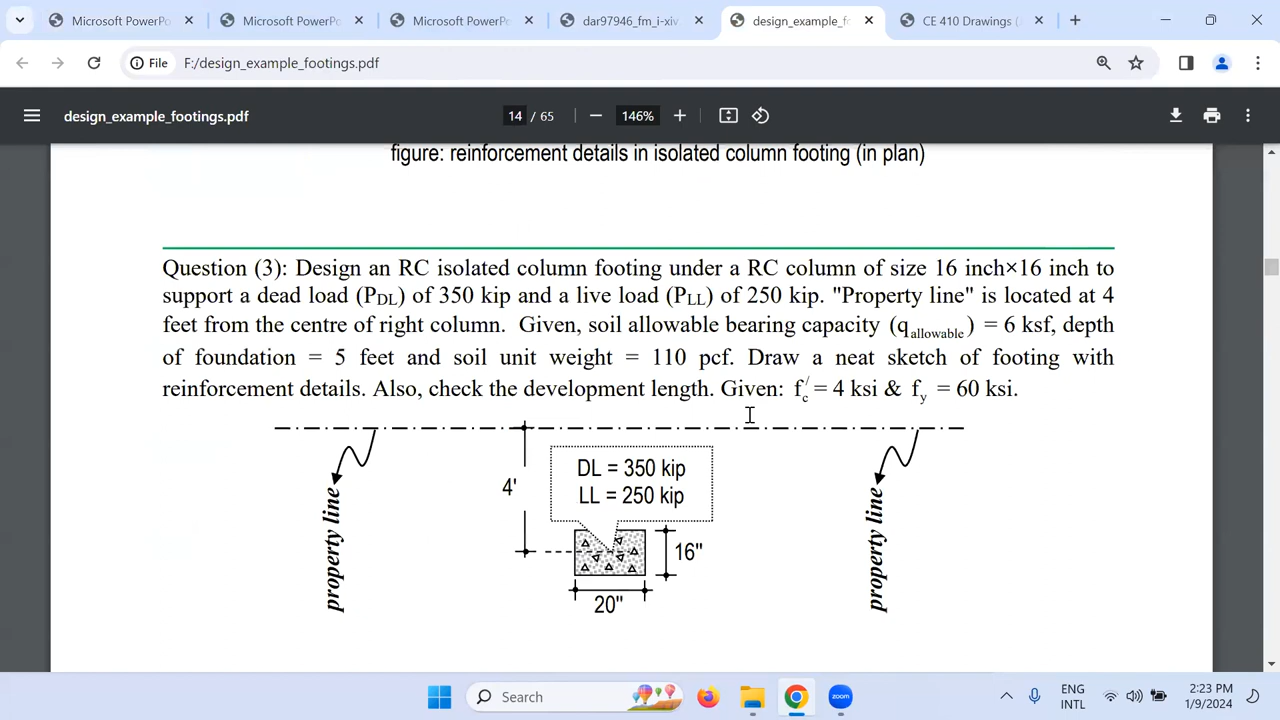 Microsoft PowerPo
Microsoft PowerPo
Microsoft PowerPo
dar97946_fm_i-xiv
design_example_fo
CE 410 Drawings (
File
F:/design_example_footings.pdf
design_example_footings.pdf
14 / 65
146%
figure: reinforcement details in isolated column footing (in plan)
Question (3): Design an RC isolated column footing under a RC column of size 16 inch×16 inch to
support a dead load (PDL) of 350 kip and a live load (PLL) of 250 kip. "Property line" is located at 4
feet from the centre of right column. Given, soil allowable bearing capacity (q allowable) = 6 ksf, depth
of foundation = 5 feet and soil unit weight = 110 pcf. Draw a neat sketch of footing with
reinforcement details. Also, check the development length. Given: fc/ = 4 ksi & fy = 60 ksi.
DL = 350 kip
4'
LL = 250 kip
property line
property line
16"
20"
Search
ENG
INTL
2:23 PM
1/9/2024
zoom